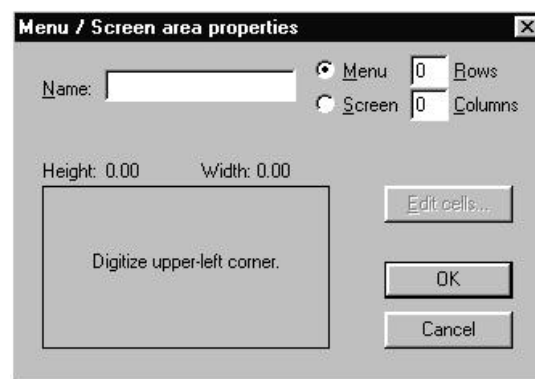 Menu / Screen area properties
Name:
Menu 0 Rows
Screen 0 Columns
Height: 0.00 Width: 0.00
Edit cells...
Digitize upper-left corner.
OK
Cancel